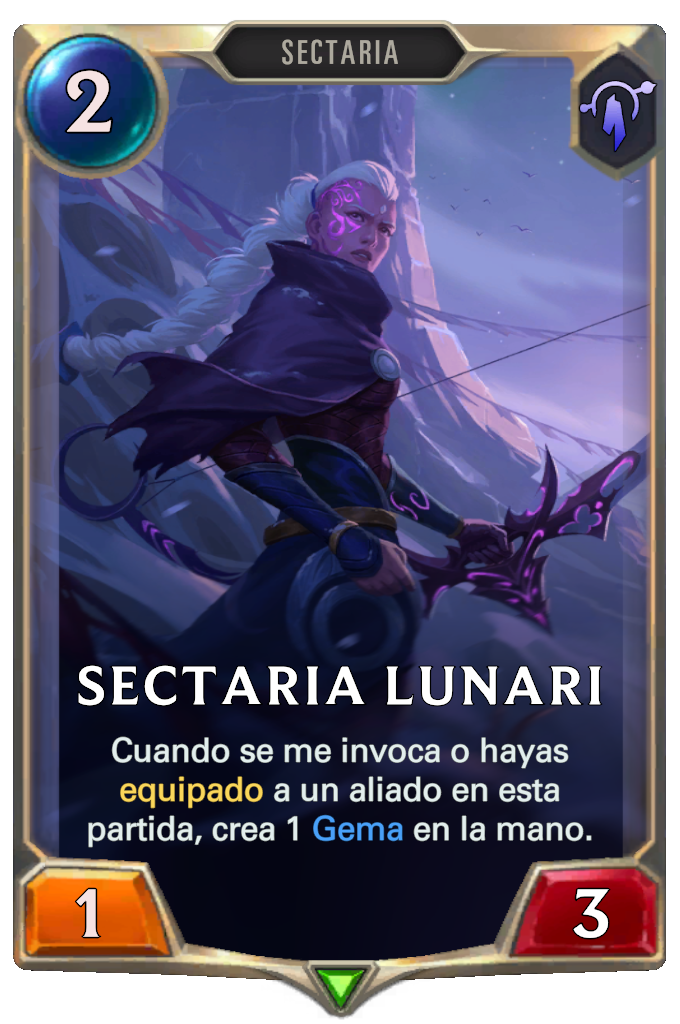 SECTARIA
2
SECTARIA LUNARI
Cuando se me invoca o hayas
equipado a un aliado en esta
partida, crea 1 Gema en la mano.
1
3